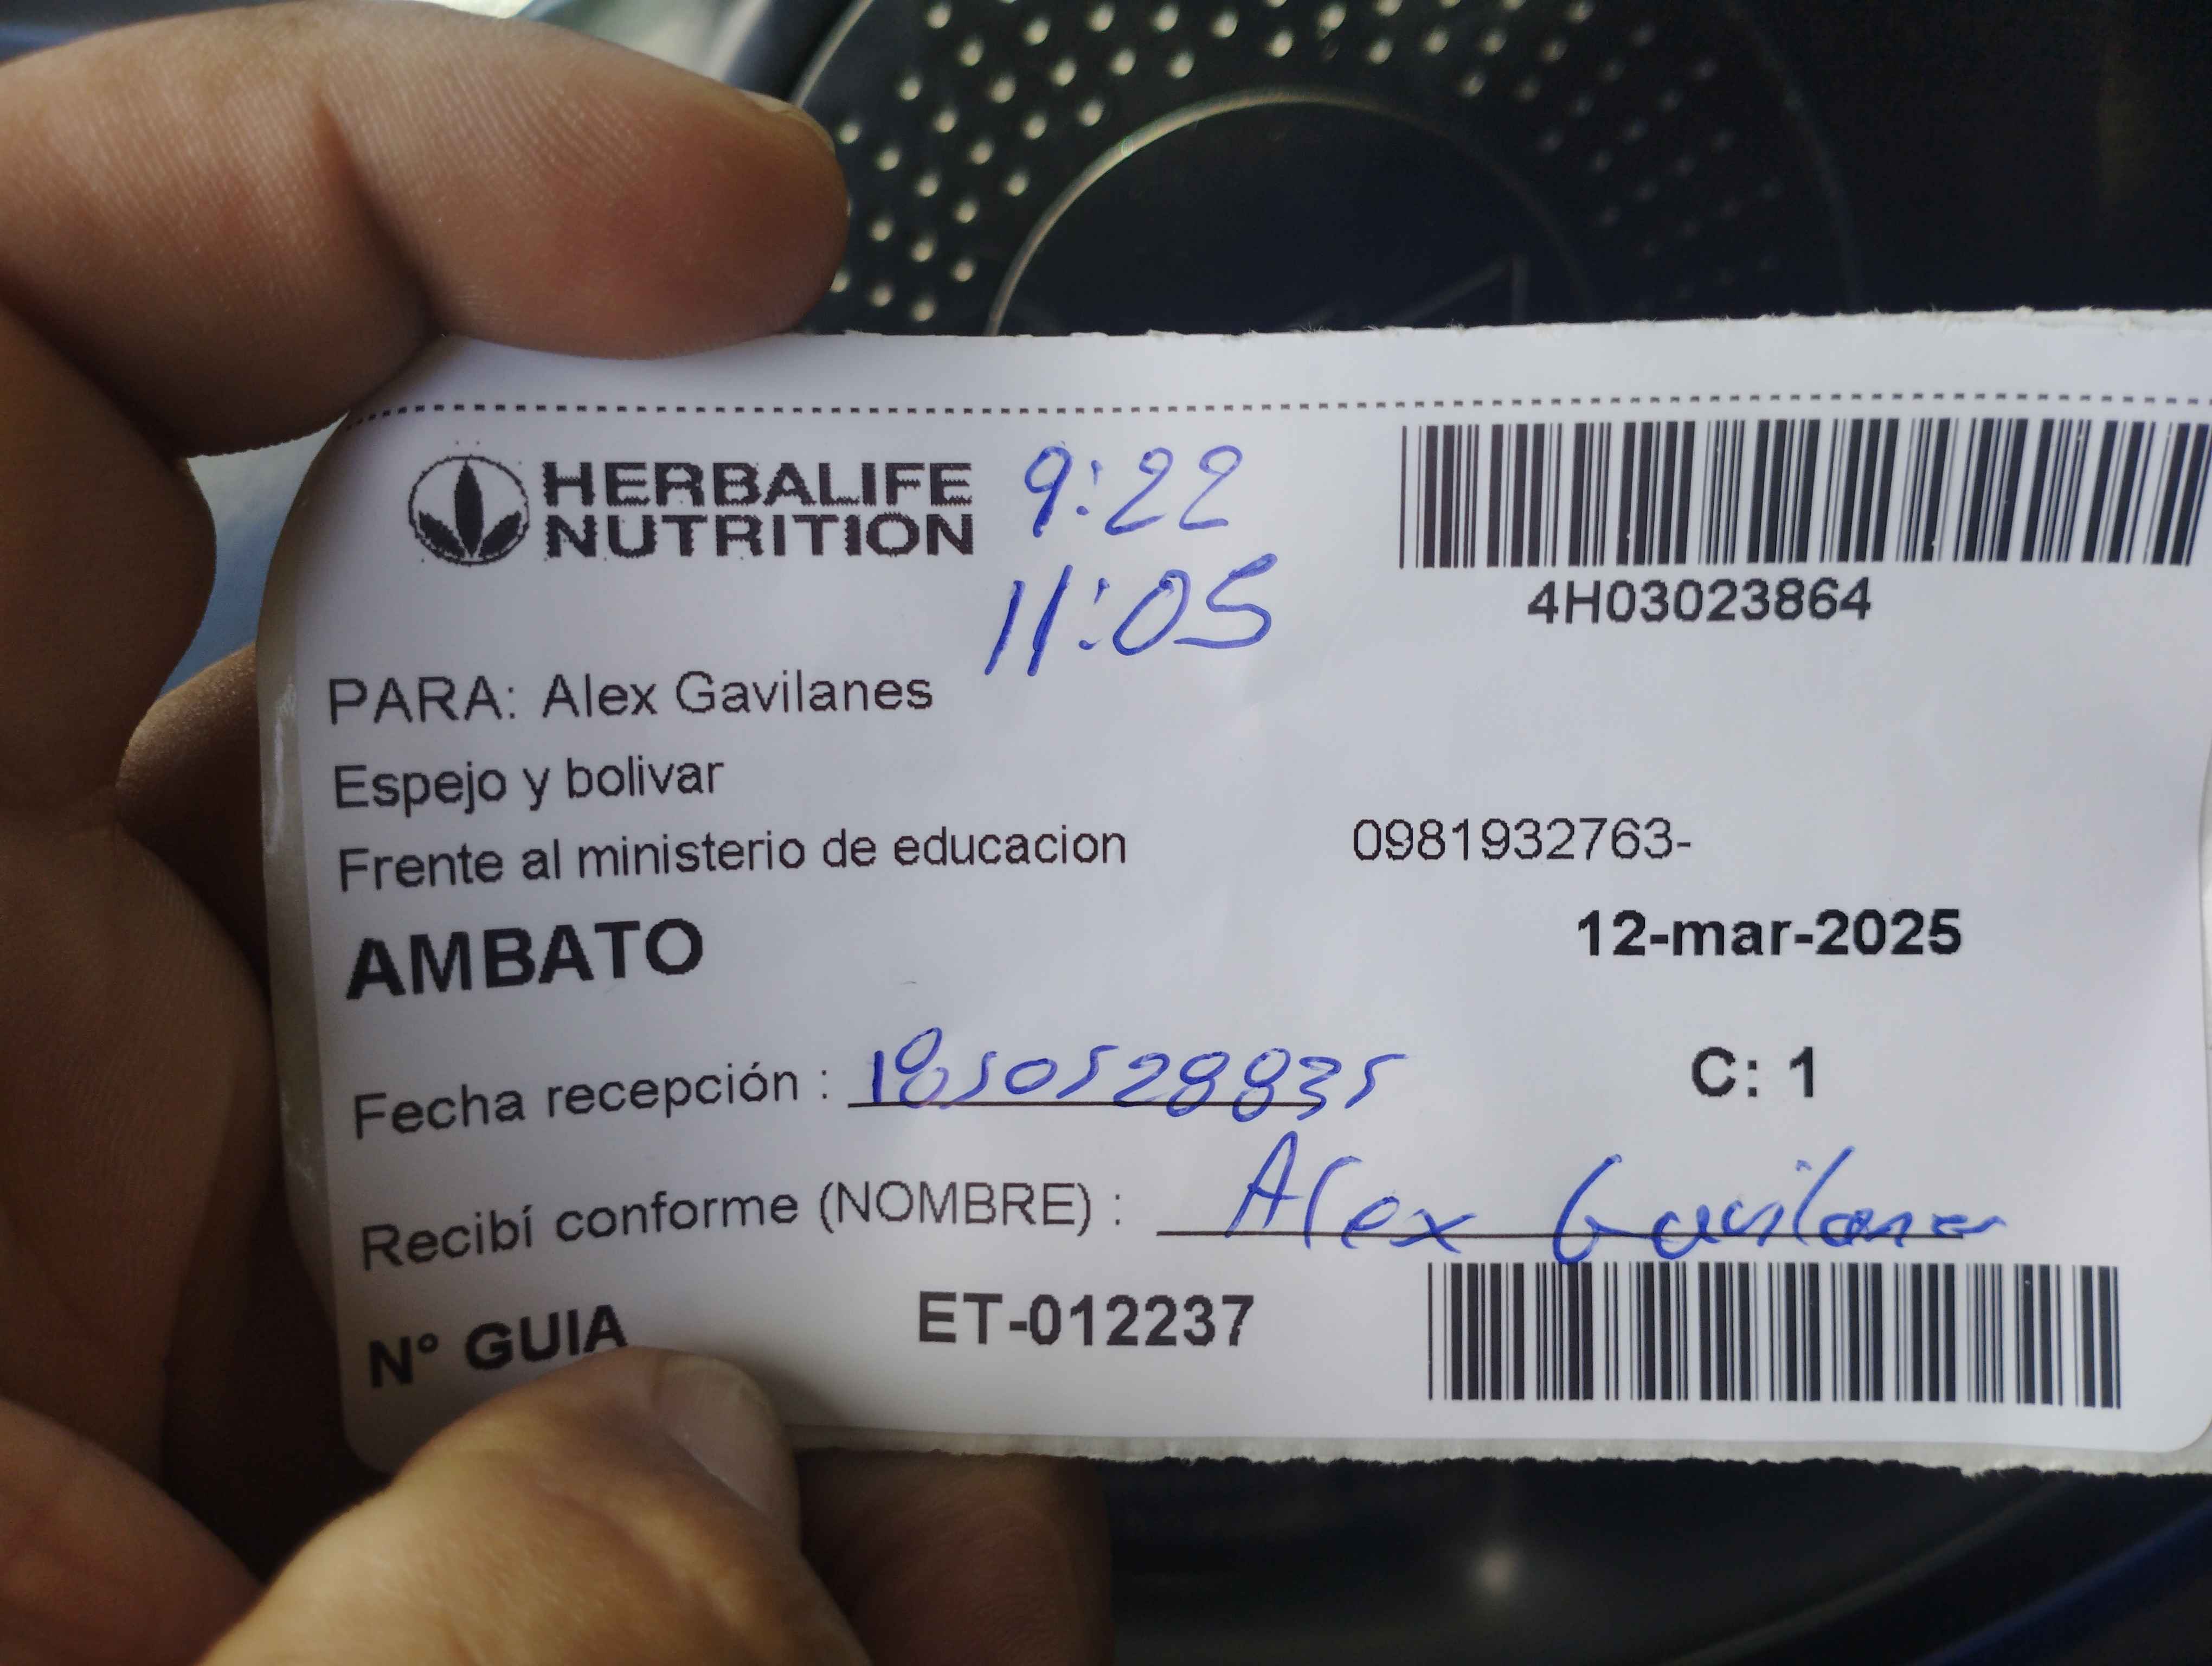 HERBALIFE
NUTRITION
9:22
11:05
4H03023864
PARA: Alex Gavilanes
Espejo y bolivar
Frente al ministerio de educacion
0981932763-
AMBATO
12-mar-2025
Fecha recepción : 1850528835
C: 1
Recibí conforme (NOMBRE) : Alex Gavilanes
N° GUIA ET-012237